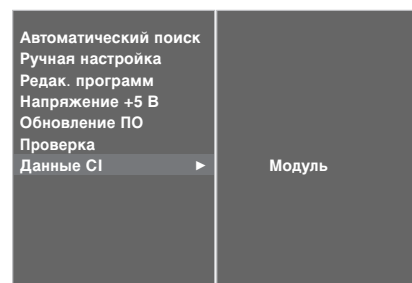 Автоматический поиск
Ручная настройка
Редак. программ
Напряжение +5 В
Обновление ПО
Проверка
Данные CI ►
Модуль